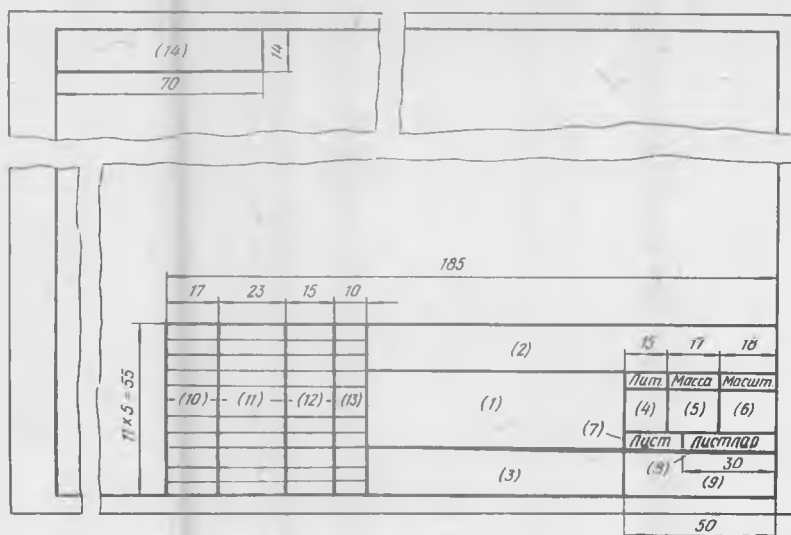 (14)
14
70
185
17 23 15 10
(2)
15 17 18
Лит. Масса Масшт.
11 × 5 = 55
(10) (11) (12) (13)
(1)
(4) (5) (6)
(7)
Лист Листлар
(8)
30
(3)
(9)
50